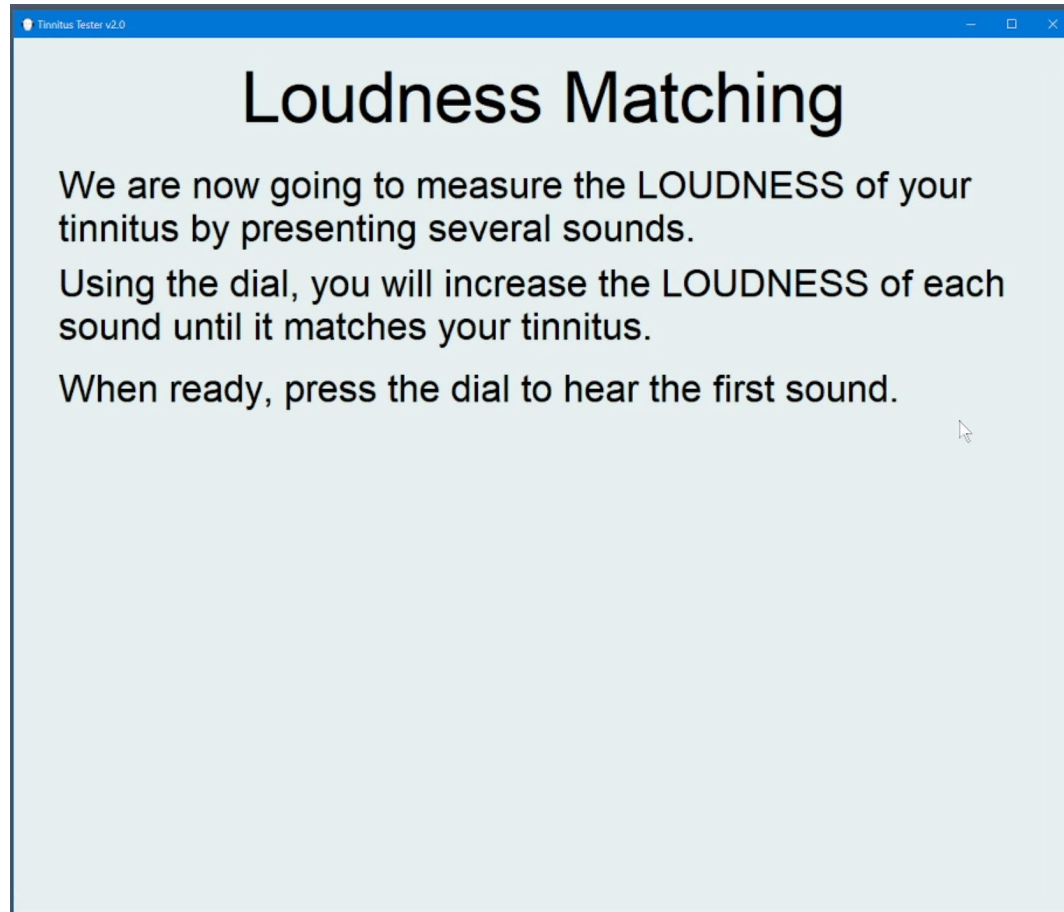 Tinnitus Tester v2.0
Loudness Matching
We are now going to measure the LOUDNESS of your
tinnitus by presenting several sounds.
Using the dial, you will increase the LOUDNESS of each
sound until it matches your tinnitus.
When ready, press the dial to hear the first sound.